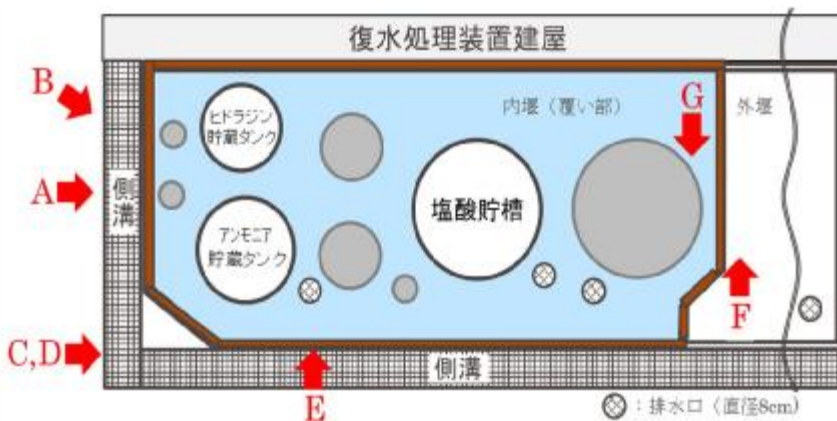 復水処理装置建屋
B
ヒドラジン
貯蔵タンク
内堰（覆い部）
G
外堰
A
側溝
塩酸貯槽
アンモニア
貯蔵タンク
F
C,D
側溝
E
：排水口（直径8cm）